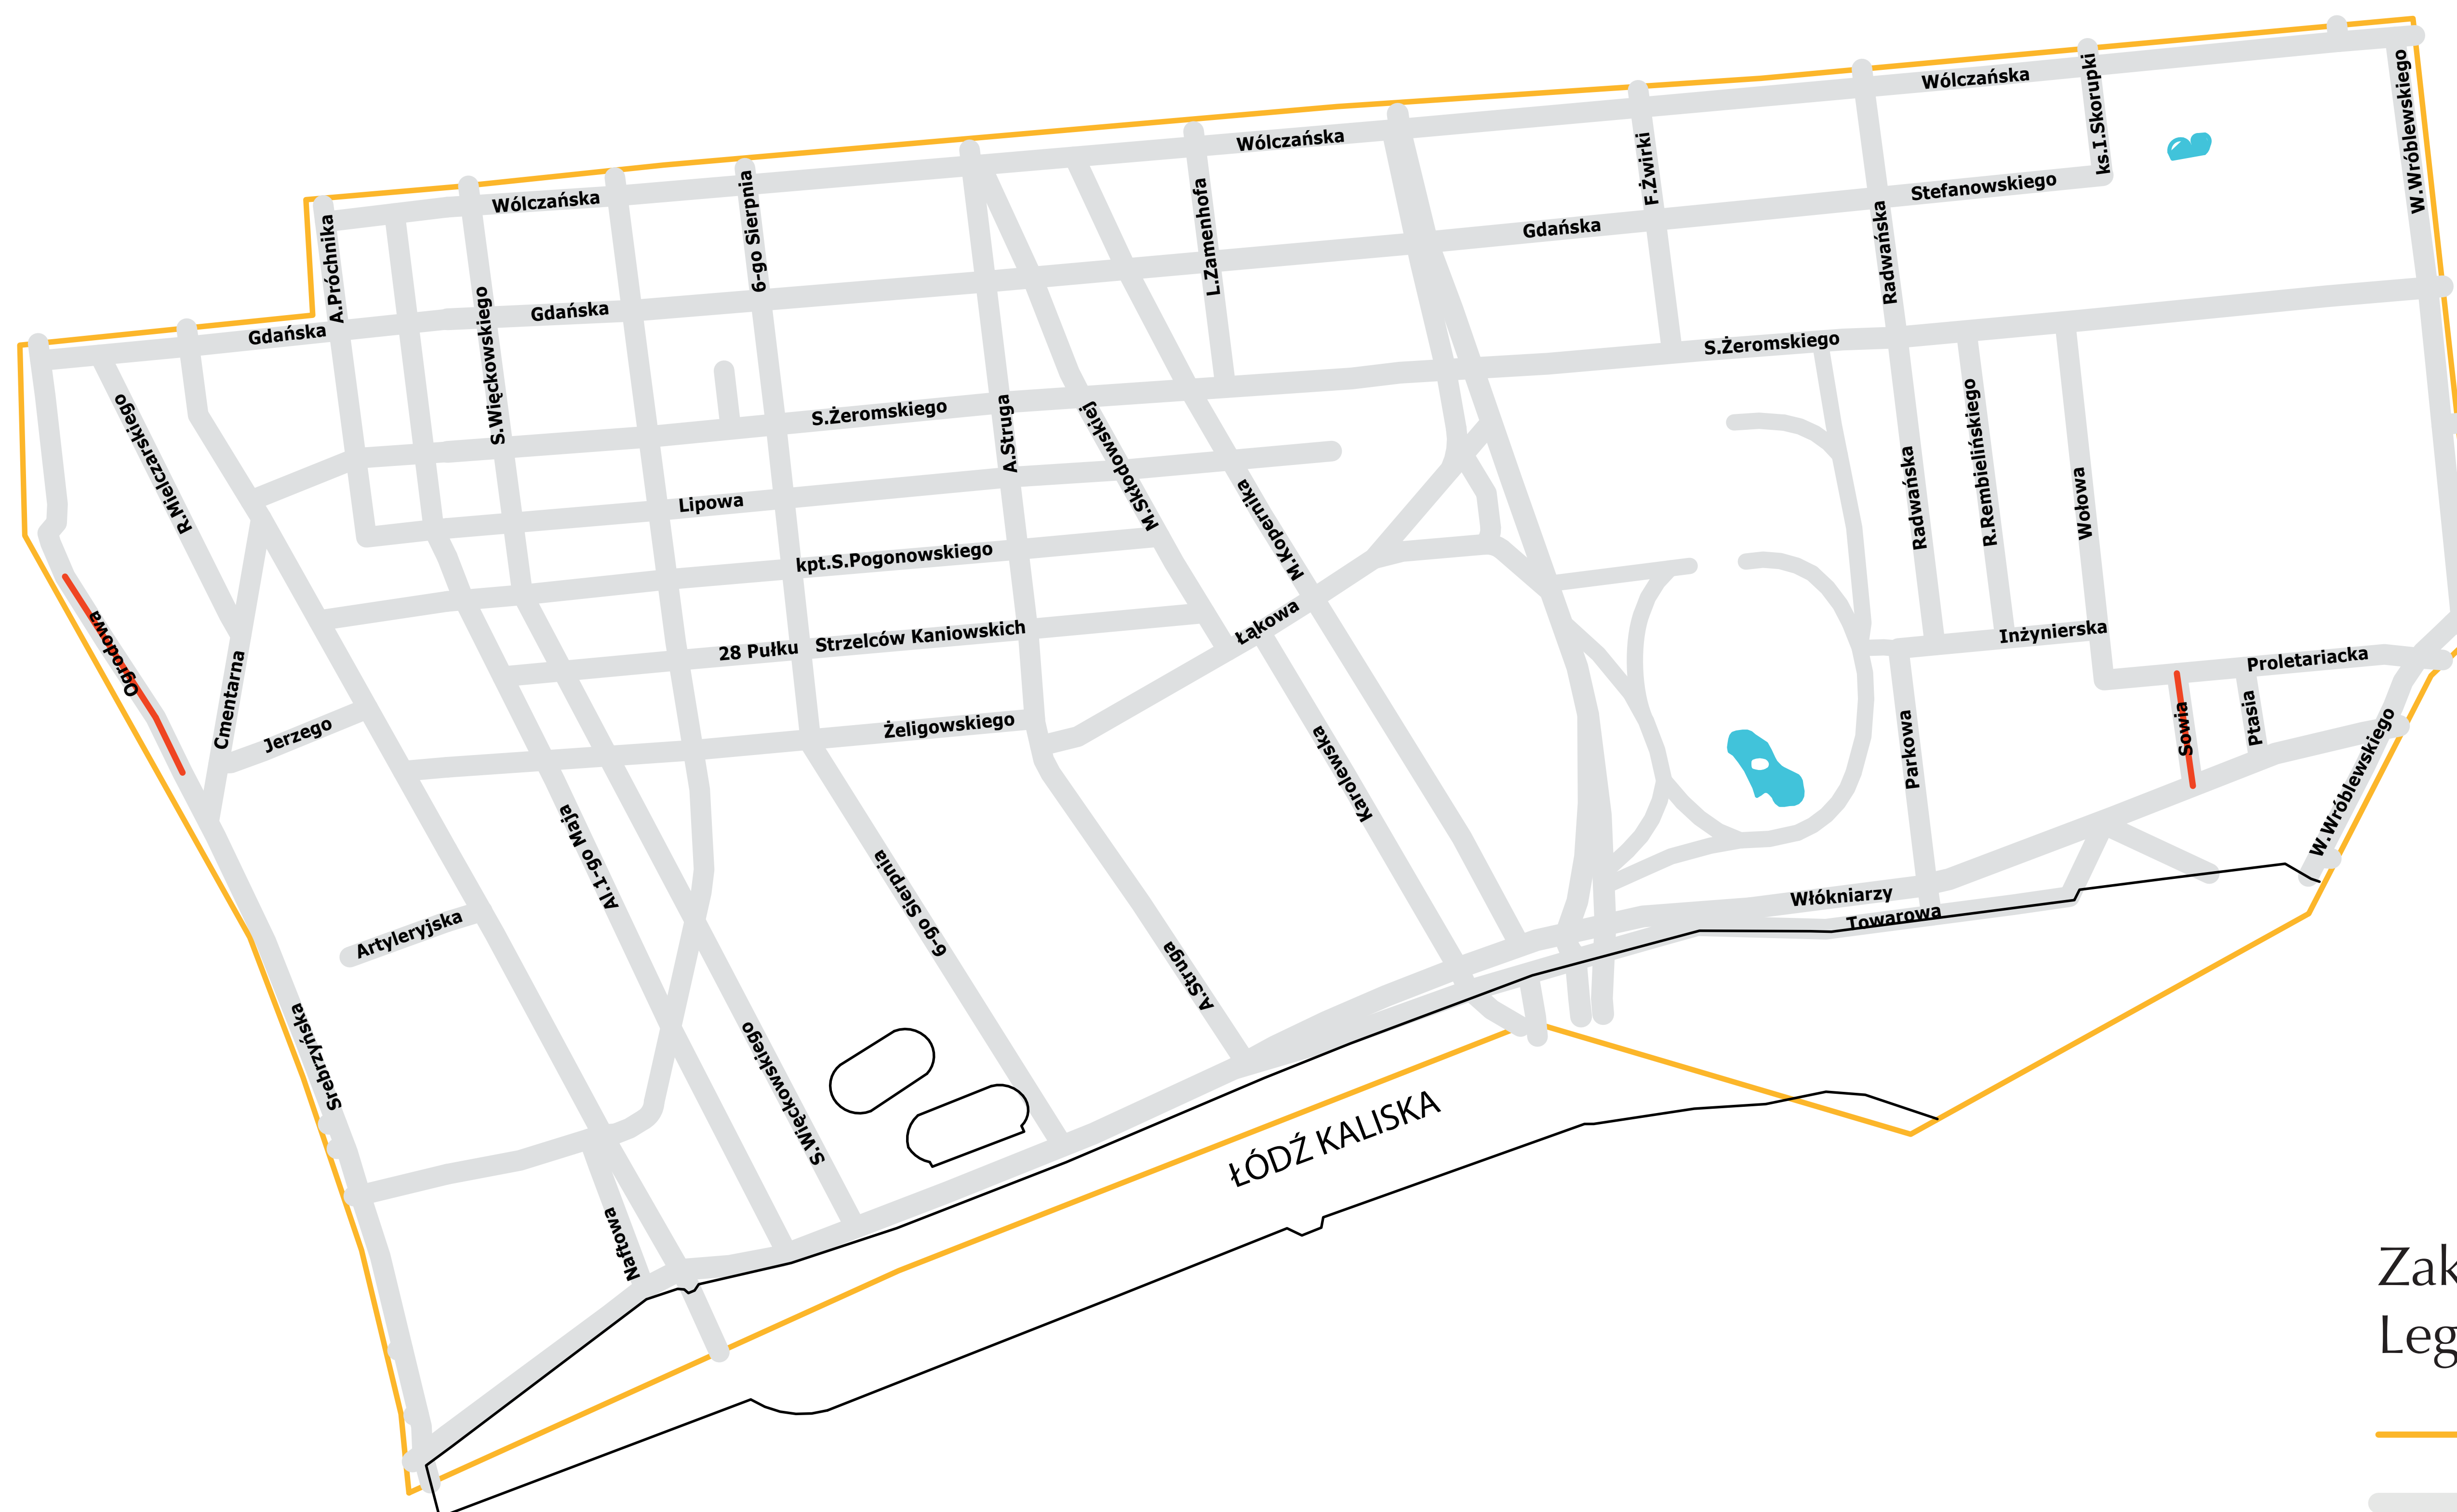 Wólczańska
ks.I.Skorupki
W.Wróblewskiego
Wólczańska
F.Żwirki
Stefanowskiego
Wólczańska
6-go Sierpnia
L.Zamenhofa
Gdańska
Radwańska
A.Próchnika
Gdańska
Gdańska
S.Więckowskiego
S.Żeromskiego
S.Żeromskiego
R.Mielczarskiego
A.Struga
M.Skłodowskiej
Lipowa
M.Kopernika
Radwańska
R.Rembielińskiego
Wołowa
kpt.S.Pogonowskiego
Łąkowa
28 Pułku Strzelców Kaniowskich
Inżynierska
Proletariacka
Ogrodowa
Cmentarna
Jerzego
Żeligowskiego
Karolewska
Parkowa
Sowia
Ptasia
W.Wróblewskiego
Al.1-go Maja
6-go Sierpnia
Artyleryjska
A.Struga
Włókniarzy
Towarowa
Srebrzyńska
S.Więckowskiego
ŁÓDŹ KALISKA
Naftowa
Zak
Leg